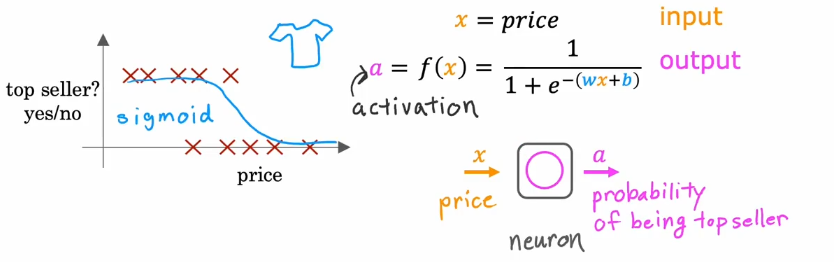 top seller?
yes/no
sigmoid
price
x = price
input
a = f(x) = 1 / (1 + e^−(wx+b))
output
activation
x
price
neuron
a
probability
of being top seller